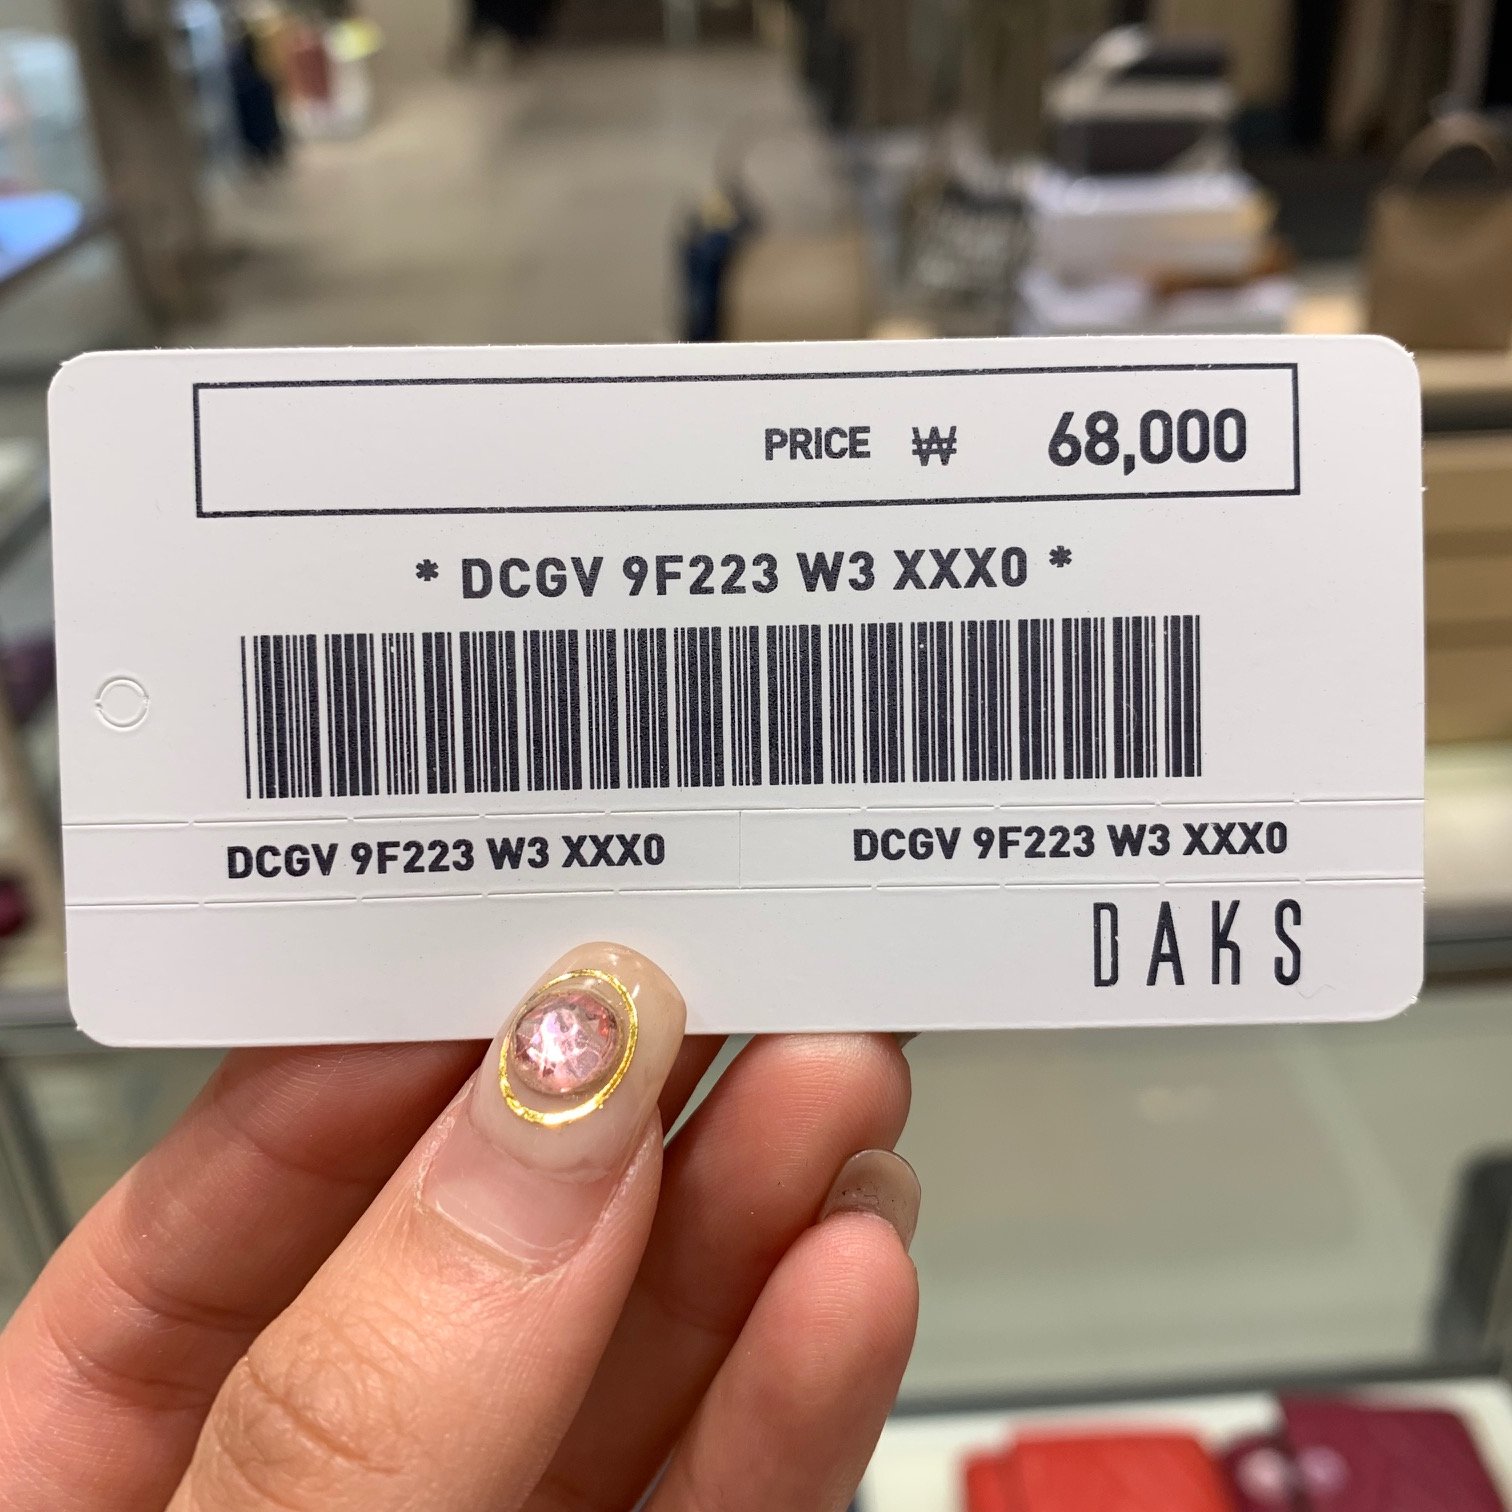 PRICE ₩ 68,000
* DCGV 9F223 W3 XXX0 *
DCGV 9F223 W3 XXX0 DCGV 9F223 W3 XXX0
DAKS